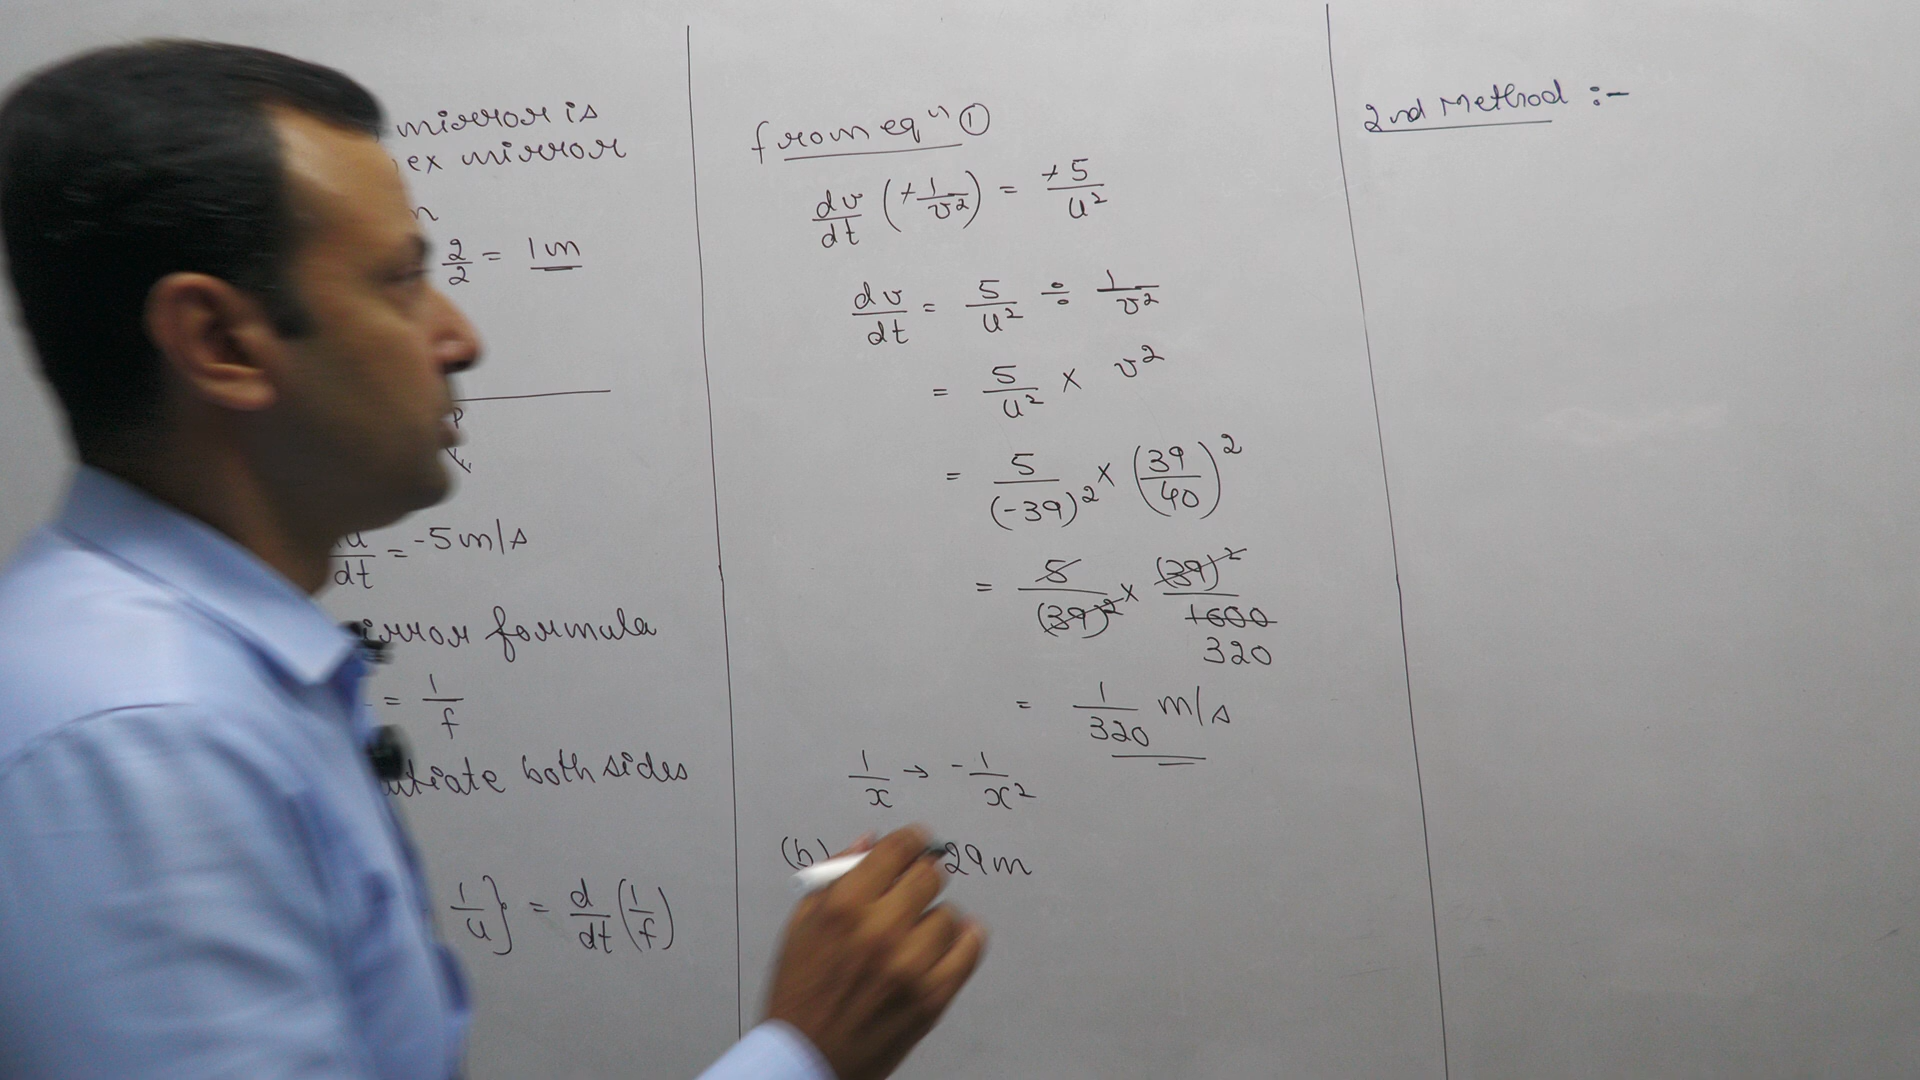 mirror is
ex mirror
2/2 = 1m
P
du/dt = -5m/s
mirror formula
= 1/f
both sides
1/u} = d/dt (1/f)
from eqⁿ ①
dv/dt (+1/v²) = +5/u²
dv/dt = 5/u² ÷ 1/v²
= 5/u² × v²
= 5/(-39)² × (39/40)²
= 5/(39)² × (39)²/1600
320
= 1/320 m/s
1/x → -1/x²
(b) 29m
2nd Method :-